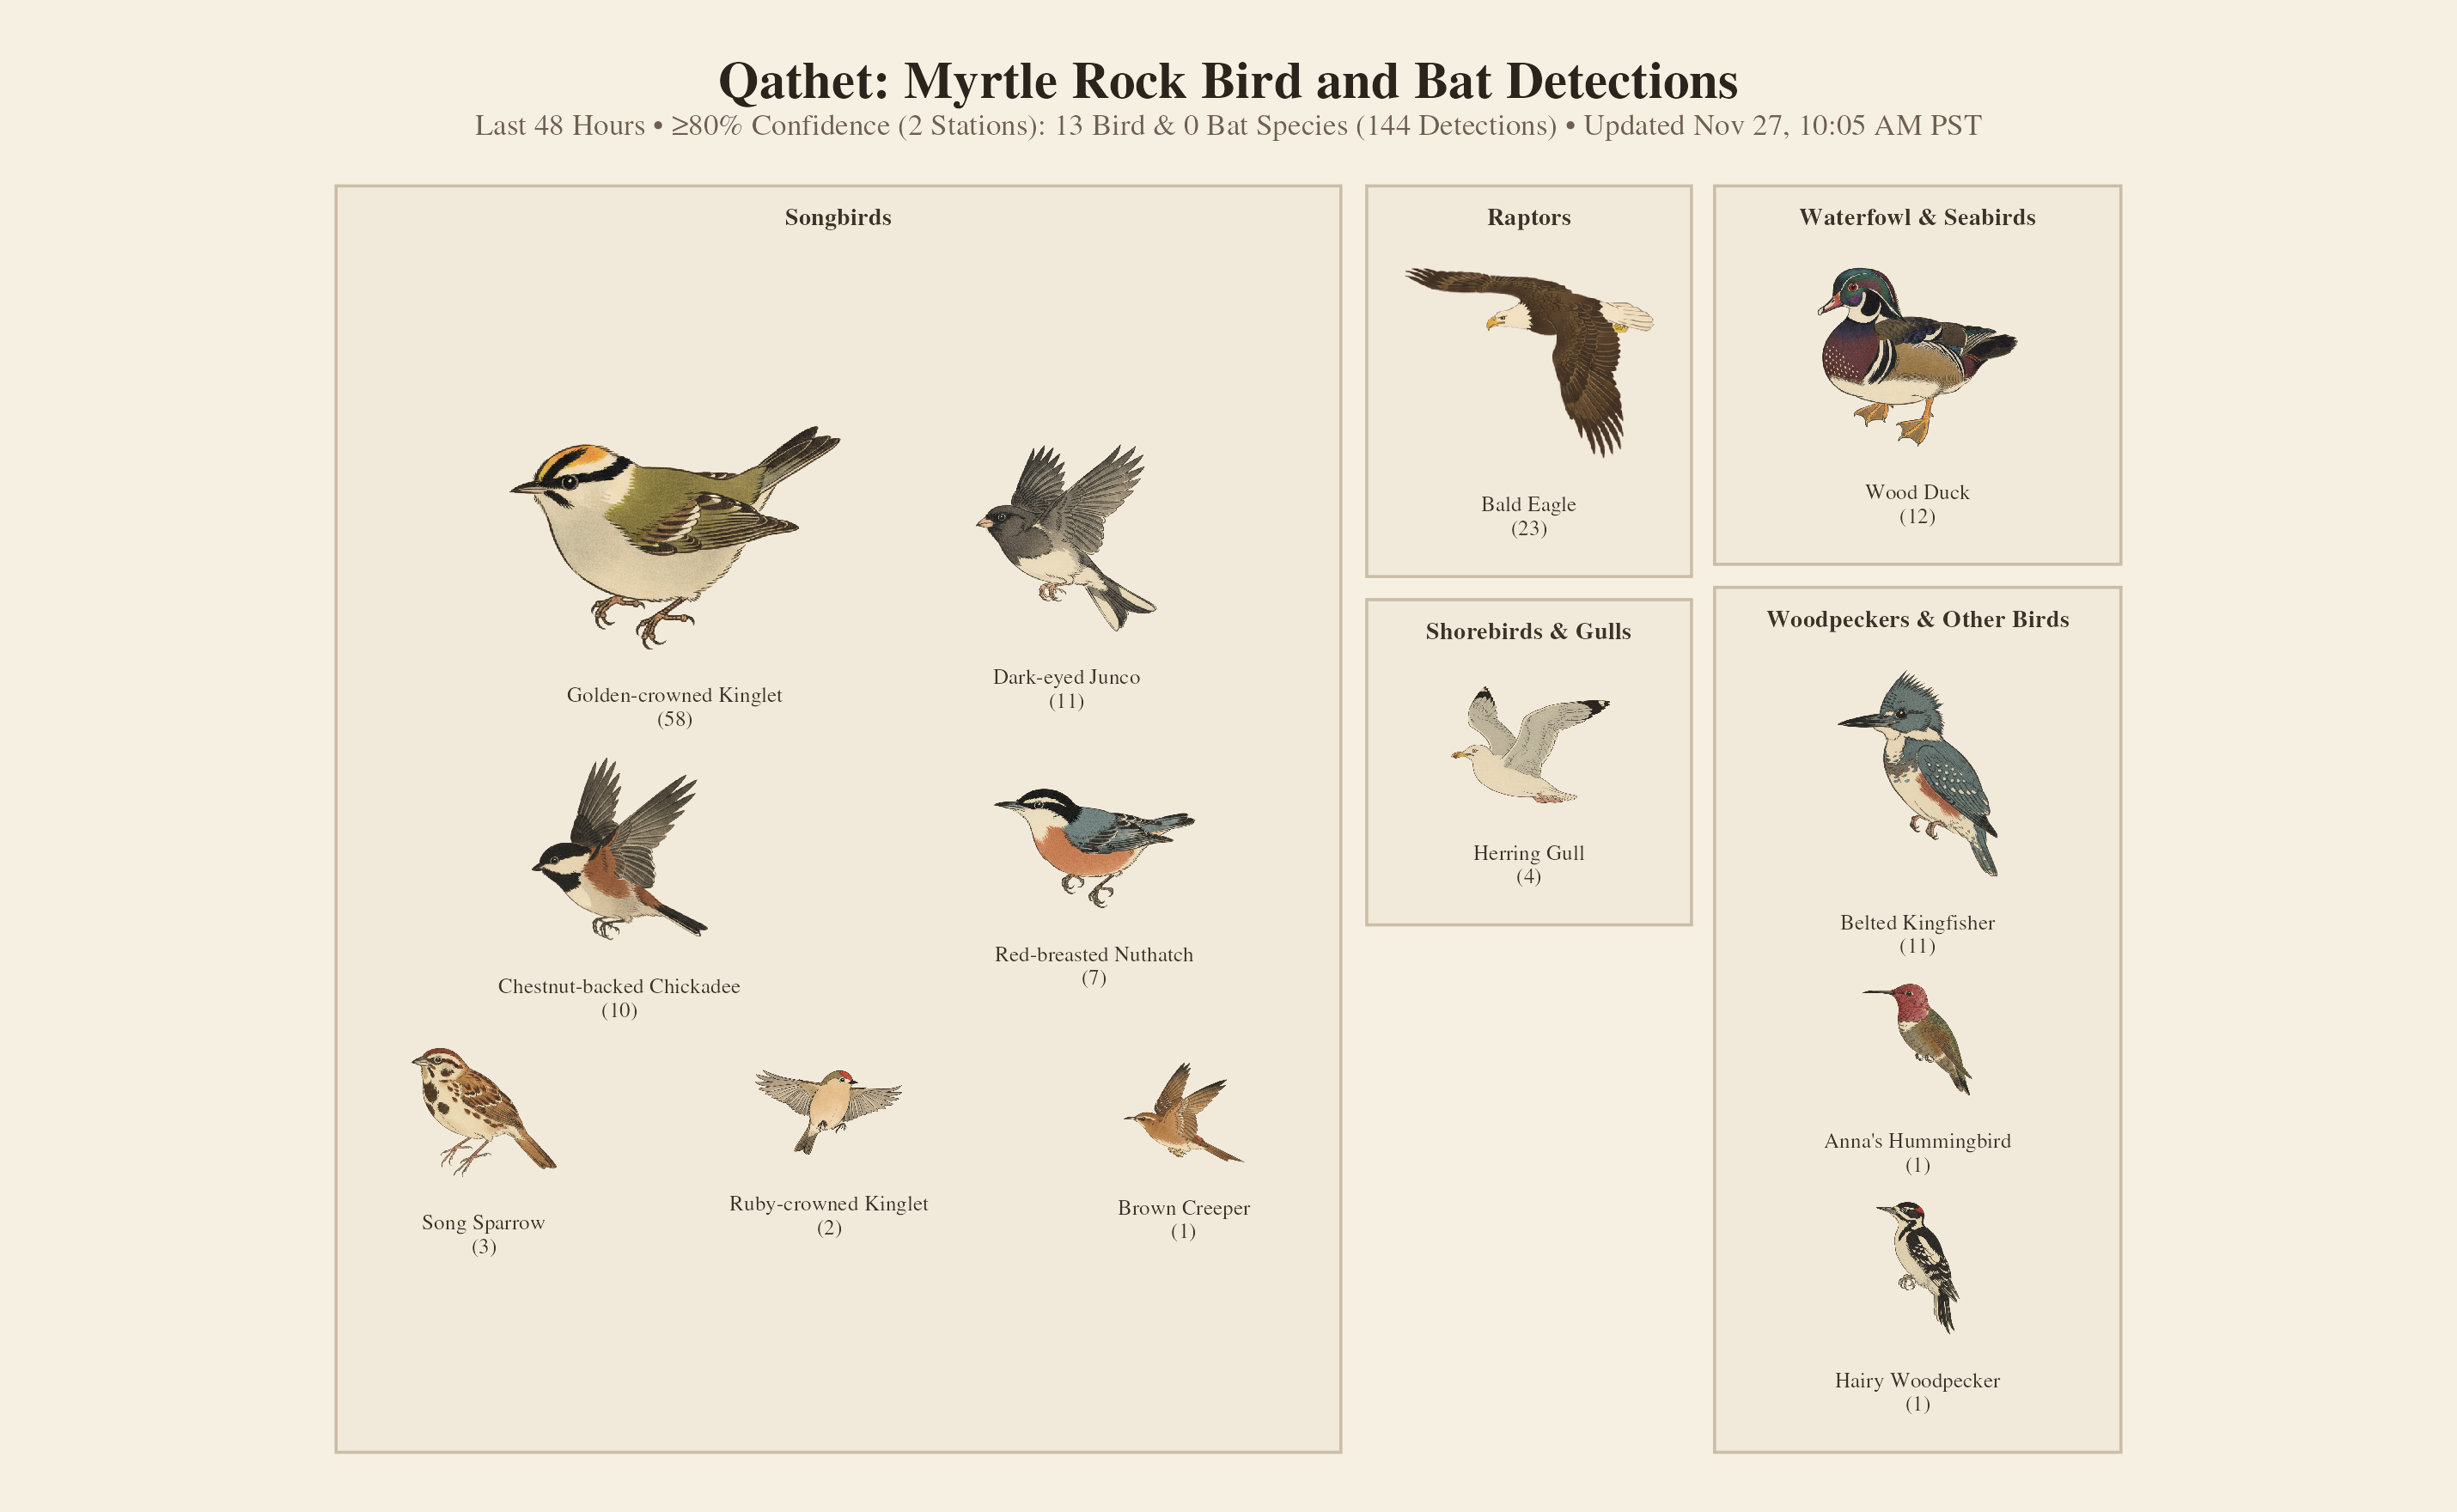 Qathet: Myrtle Rock Bird and Bat Detections
Last 48 Hours • ≥80% Confidence (2 Stations): 13 Bird & 0 Bat Species (144 Detections) • Updated Nov 27, 10:05 AM PST
Songbirds
Golden-crowned Kinglet
(58)
Dark-eyed Junco
(11)
Chestnut-backed Chickadee
(10)
Red-breasted Nuthatch
(7)
Song Sparrow
(3)
Ruby-crowned Kinglet
(2)
Brown Creeper
(1)
Raptors
Bald Eagle
(23)
Shorebirds & Gulls
Herring Gull
(4)
Waterfowl & Seabirds
Wood Duck
(12)
Woodpeckers & Other Birds
Belted Kingfisher
(11)
Anna's Hummingbird
(1)
Hairy Woodpecker
(1)